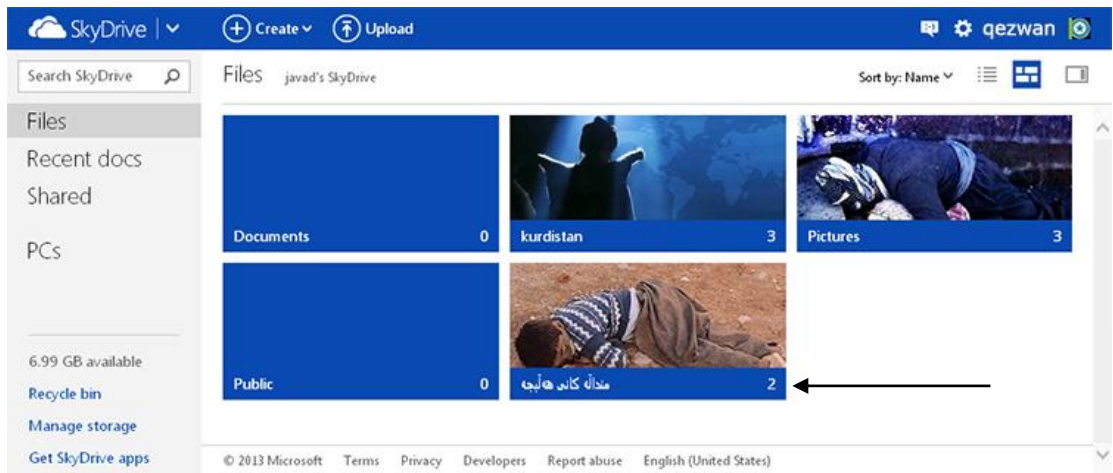 SkyDrive Create Upload qezwan
Search SkyDrive
Files
Recent docs
Shared
PCs
6.99 GB available
Recycle bin
Manage storage
Get SkyDrive apps
Files javad's SkyDrive Sort by: Name
Documents 0
kurdistan 3
Pictures 3
Public 0
منداڵه کانی هەڵبجه 2
© 2013 Microsoft Terms Privacy Developers Report abuse English (United States)